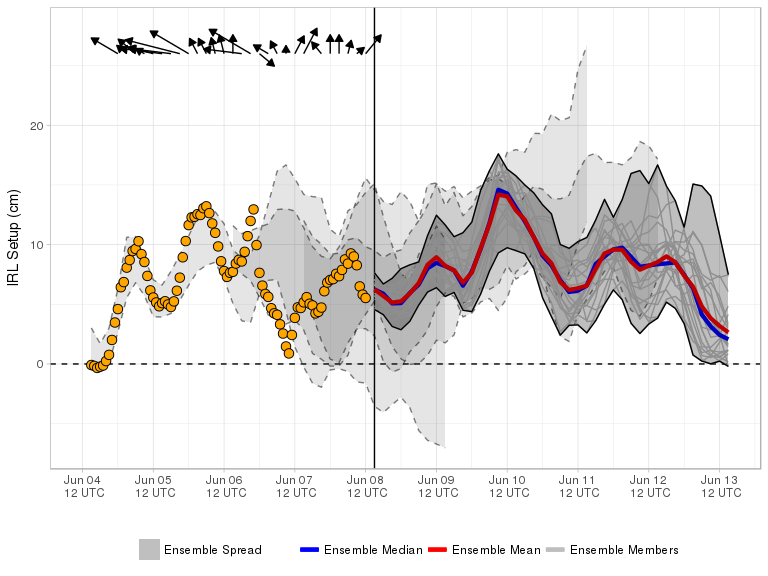 IRL Setup (cm)
20
10
0
Jun 04 Jun 05 Jun 06 Jun 07 Jun 08 Jun 09 Jun 10 Jun 11 Jun 12 Jun 13
12 UTC 12 UTC 12 UTC 12 UTC 12 UTC 12 UTC 12 UTC 12 UTC 12 UTC 12 UTC
Ensemble Spread Ensemble Median Ensemble Mean Ensemble Members